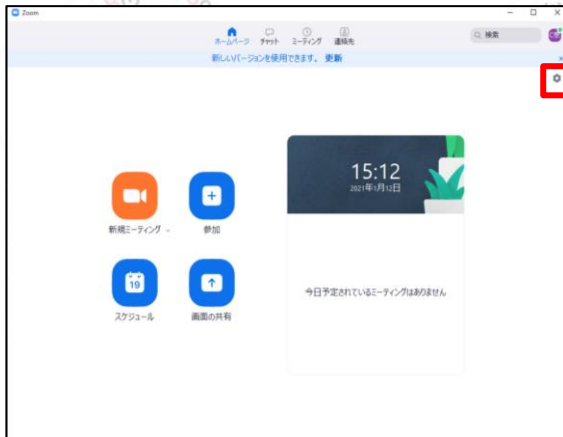 Zoom
ホームページ チャット ミーティング 連絡先
検索
新しいバージョンを使用できます。 更新
15:12
2021年1月12日
新規ミーティング
参加
今日予定されているミーティングはありません
19
スケジュール
画面の共有